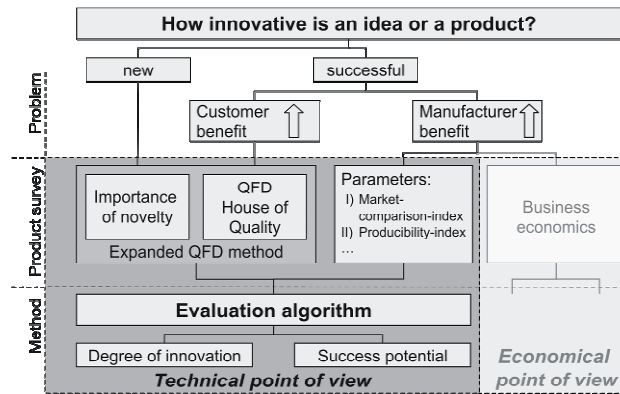 How innovative is an idea or a product?
new
successful
Problem
Customer
benefit
Manufacturer
benefit
Product survey
Importance
of novelty
QFD
House of
Quality
Expanded QFD method
Parameters:
I) Market-
comparison-index
II) Producibility-index
...
Business
economics
Method
Evaluation algorithm
Degree of innovation
Success potential
Technical point of view
Economical
point of view